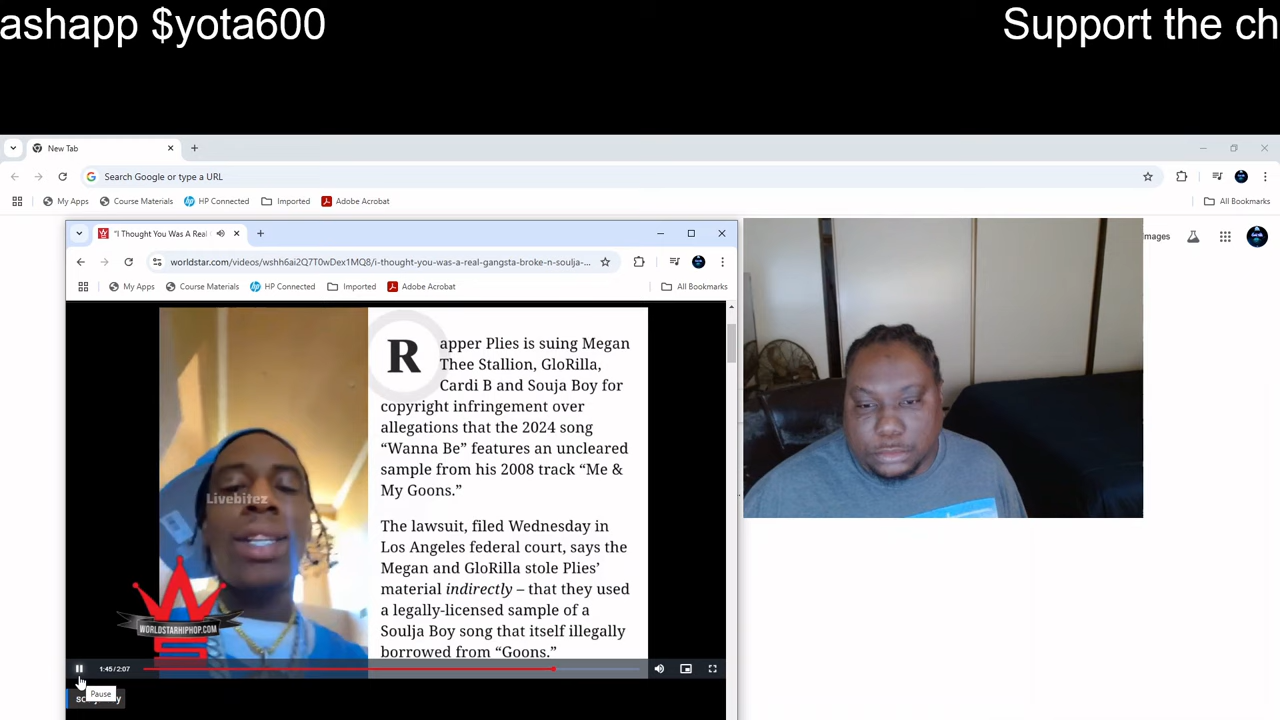 ashapp $yota600
Support the ch
New Tab
Search Google or type a URL
My Apps
Course Materials
HP Connected
Imported
Adobe Acrobat
All Bookmarks
"I Thought You Was A Real
worldstar.com/videos/wshh6ai2Q7T0wDex1MQ8/i-thought-you-was-a-real-gangsta-broke-n-soulja-...
My Apps
Course Materials
HP Connected
Imported
Adobe Acrobat
All Bookmarks
mages
Rapper Plies is suing Megan
Thee Stallion, GloRilla,
Cardi B and Souja Boy for
copyright infringement over
allegations that the 2024 song
“Wanna Be” features an uncleared
sample from his 2008 track “Me &
My Goons.”
The lawsuit, filed Wednesday in
Los Angeles federal court, says the
Megan and GloRilla stole Plies’
material indirectly – that they used
a legally-licensed sample of a
Soulja Boy song that itself illegally
borrowed from “Goons.”
Livebitez
WORLDSTARHIPHOP.COM
1:45 / 2:07
Pause